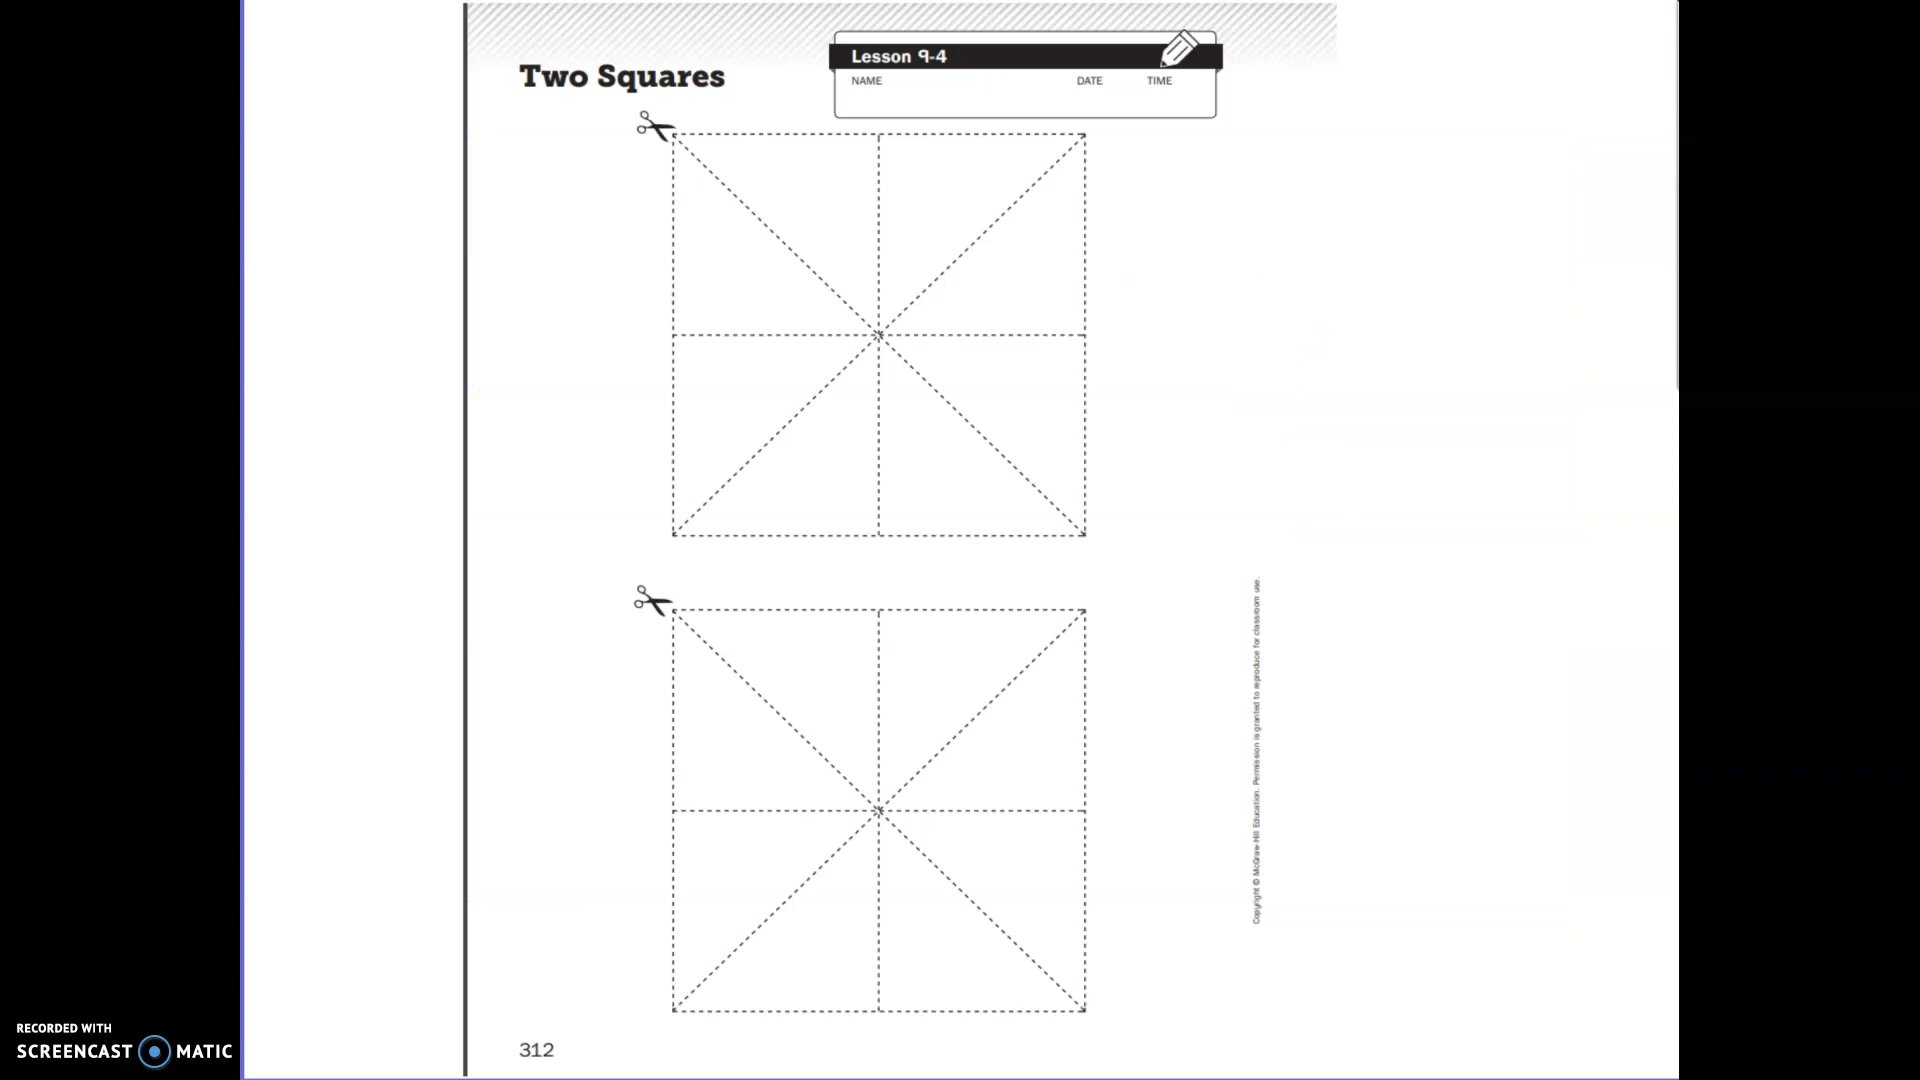 Two Squares
Lesson 9-4
NAME DATE TIME
Copyright © McGraw-Hill Education. Permission is granted to reproduce for classroom use.
312
RECORDED WITH
SCREENCAST MATIC